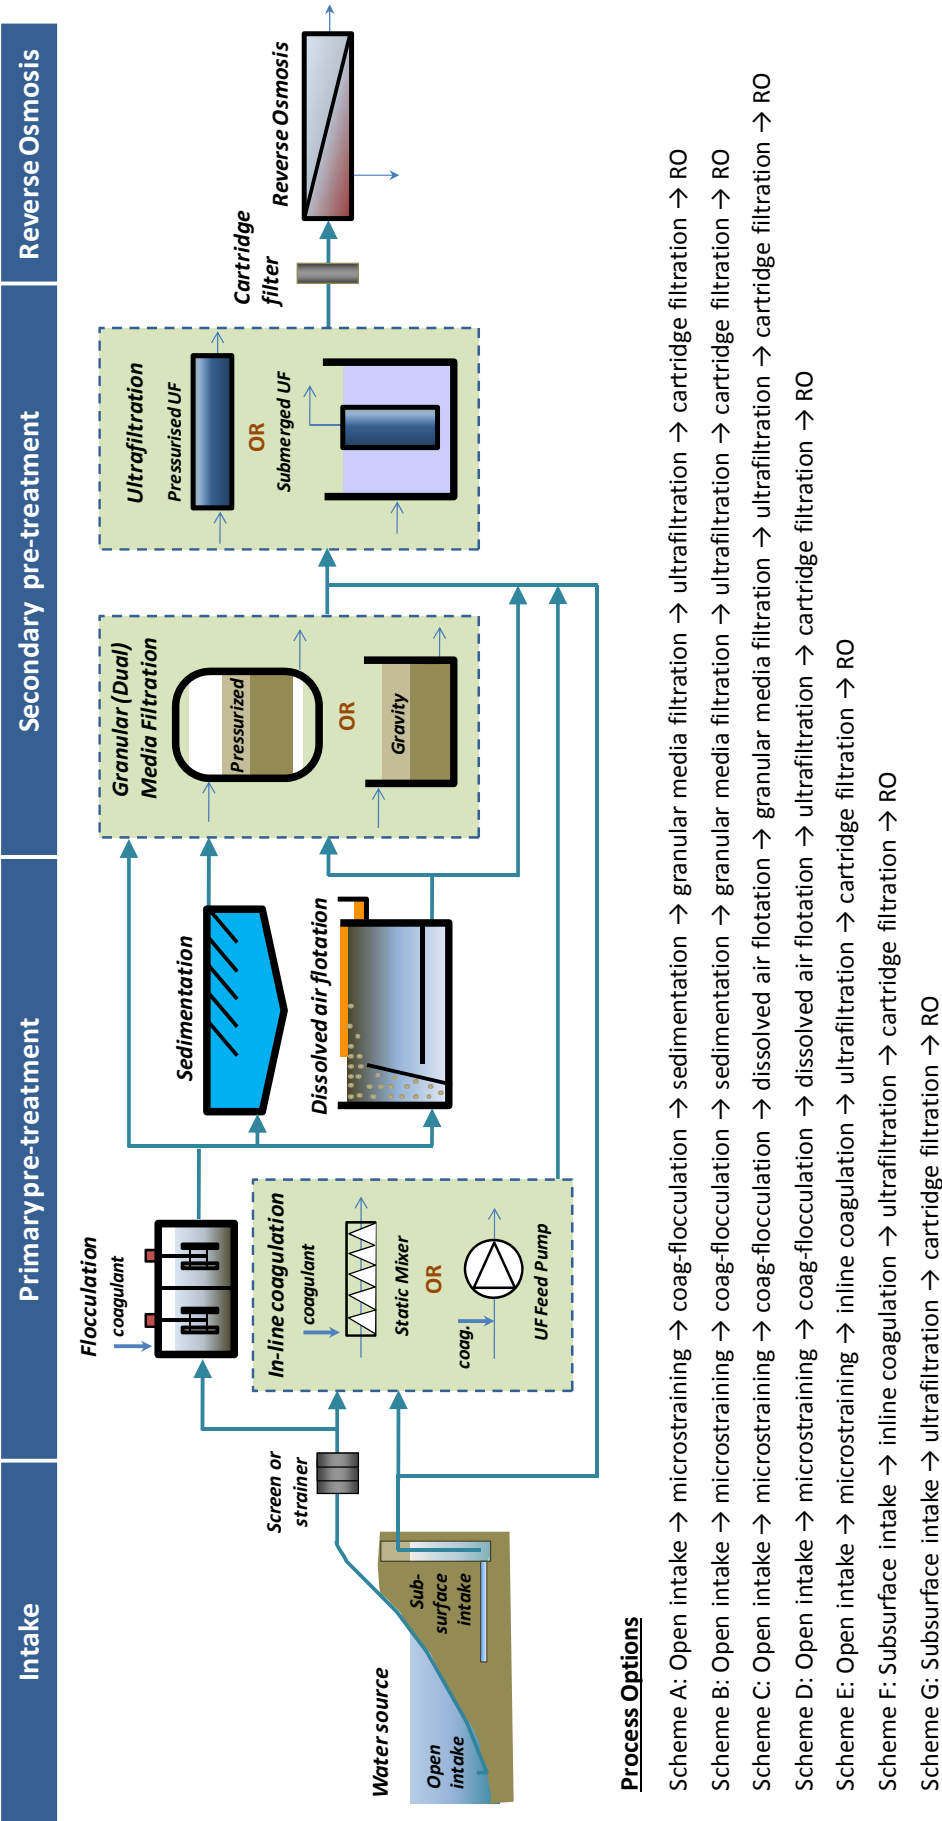 Intake
Primary pre-treatment
Secondary pre-treatment
Reverse Osmosis
Water source
Open
intake
Sub-
surface
intake
Screen or
strainer
Flocculation
coagulant
In-line coagulation
coagulant
Static Mixer
OR
coag.
UF Feed Pump
Sedimentation
Dissolved air flotation
Granular (Dual)
Media Filtration
Pressurized
OR
Gravity
Ultrafiltration
Pressurised UF
OR
Submerged UF
Cartridge
filter
Reverse Osmosis
Process Options
Scheme A: Open intake → microstraining → coag-flocculation → sedimentation → granular media filtration → ultrafiltration → cartridge filtration → RO
Scheme B: Open intake → microstraining → coag-flocculation → sedimentation → granular media filtration → ultrafiltration → cartridge filtration → RO
Scheme C: Open intake → microstraining → coag-flocculation → dissolved air flotation → granular media filtration → ultrafiltration → cartridge filtration → RO
Scheme D: Open intake → microstraining → coag-flocculation → dissolved air flotation → ultrafiltration → cartridge filtration → RO
Scheme E: Open intake → microstraining → inline coagulation → ultrafiltration → cartridge filtration → RO
Scheme F: Subsurface intake → inline coagulation → ultrafiltration → cartridge filtration → RO
Scheme G: Subsurface intake → ultrafiltration → cartridge filtration → RO